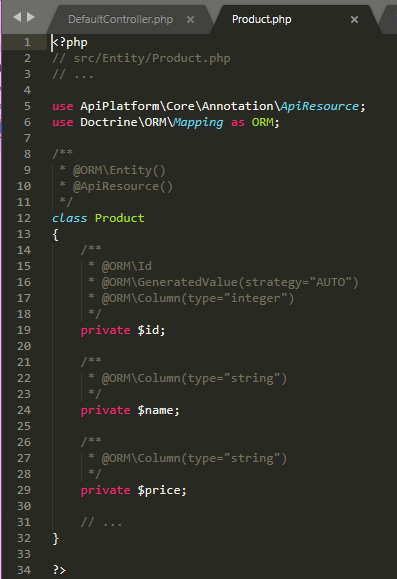 DefaultController.php × Product.php ×
1 <?php
2 // src/Entity/Product.php
3 // ...
4
5 use ApiPlatform\Core\Annotation\ApiResource;
6 use Doctrine\ORM\Mapping as ORM;
7
8 /**
9  * @ORM\Entity()
10  * @ApiResource()
11  */
12 class Product
13 {
14     /**
15      * @ORM\Id
16      * @ORM\GeneratedValue(strategy="AUTO")
17      * @ORM\Column(type="integer")
18      */
19     private $id;
20
21     /**
22      * @ORM\Column(type="string")
23      */
24     private $name;
25
26     /**
27      * @ORM\Column(type="string")
28      */
29     private $price;
30
31     // ...
32 }
33
34 ?>